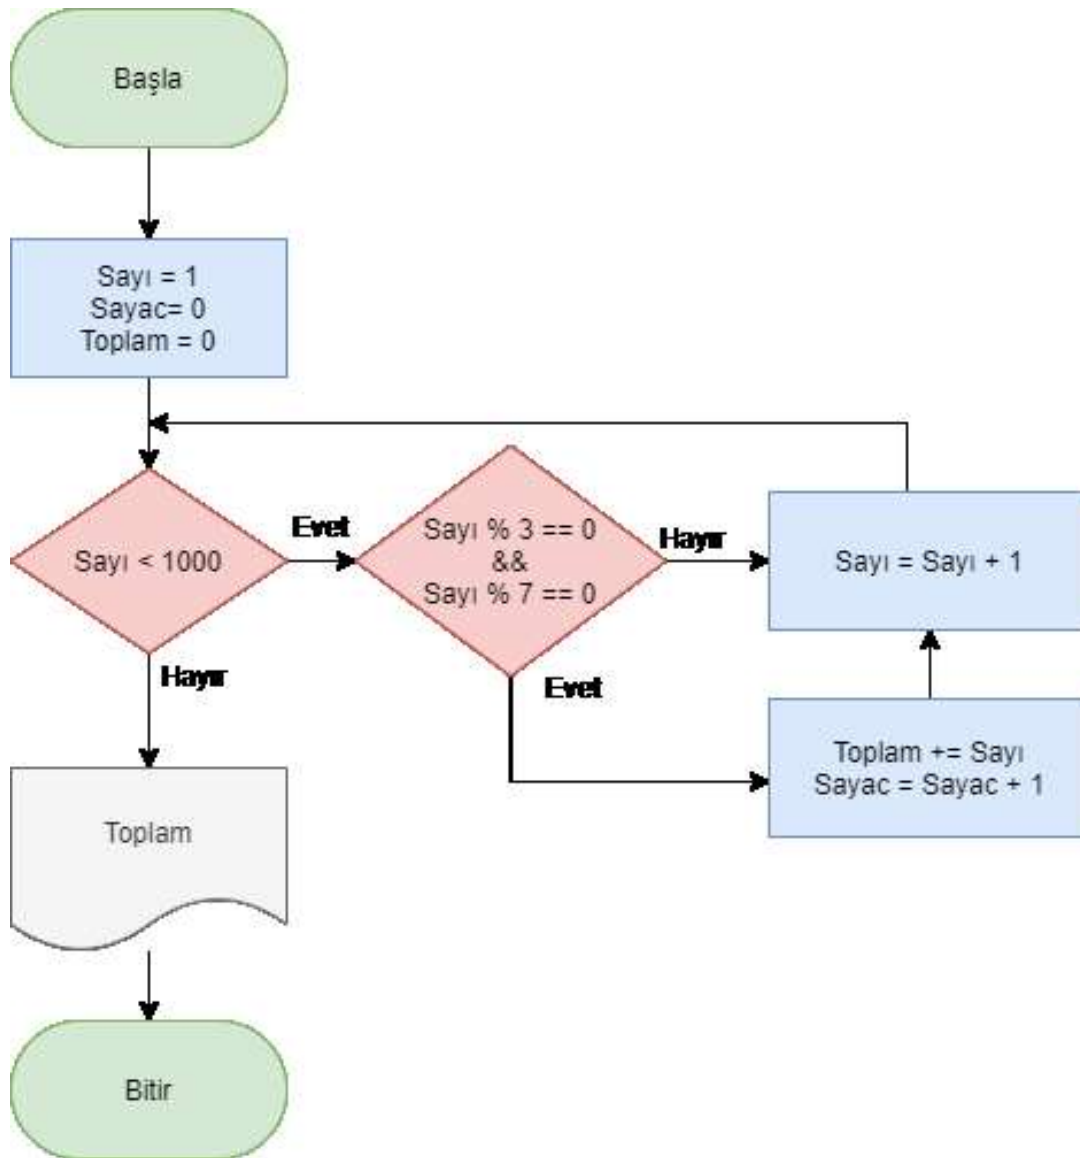 Başla
Sayı = 1
Sayac= 0
Toplam = 0
Sayı < 1000
Evet
Sayı % 3 == 0
&&
Sayı % 7 == 0
Hayır
Sayı = Sayı + 1
Hayır
Evet
Toplam += Sayı
Sayac = Sayac + 1
Toplam
Bitir